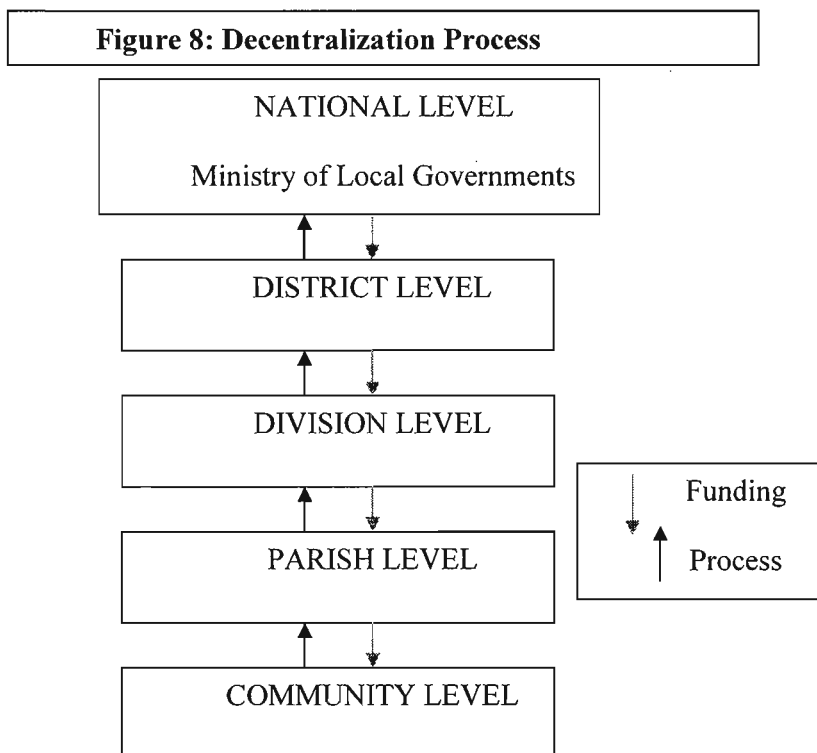 Figure 8: Decentralization Process
NATIONAL LEVEL
Ministry of Local Governments
DISTRICT LEVEL
DIVISION LEVEL
Funding
Process
PARISH LEVEL
COMMUNITY LEVEL